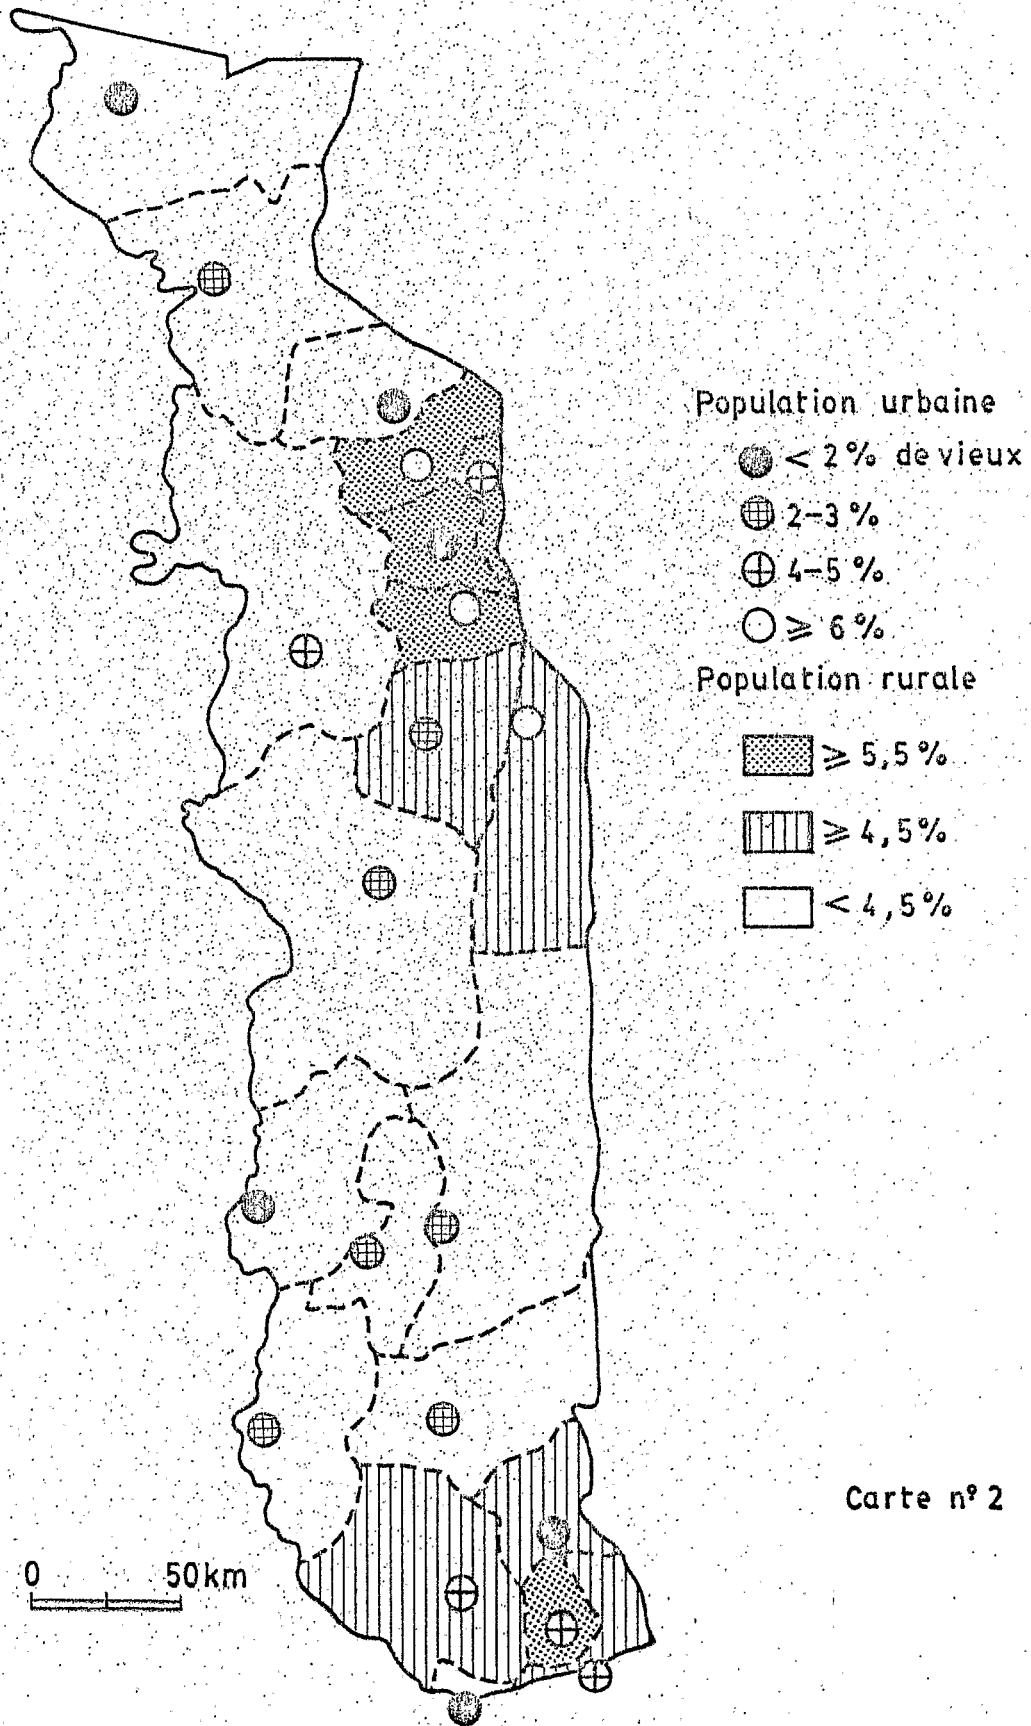 Population urbaine
< 2% de vieux
2-3 %
4-5 %
≥ 6 %
Population rurale
≥ 5,5 %
≥ 4,5%
< 4,5%
Carte nº 2
0 50km